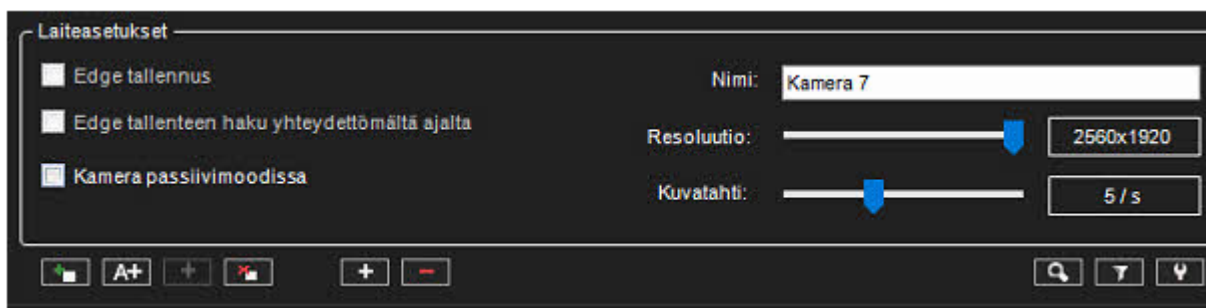 Laiteasetukset
Edge tallennus
Nimi: Kamera 7
Edge tallenteen haku yhteydettömältä ajalta
Resoluutio: 2560x1920
Kamera passiivimoodissa
Kuvatahti: 5 / s
A+